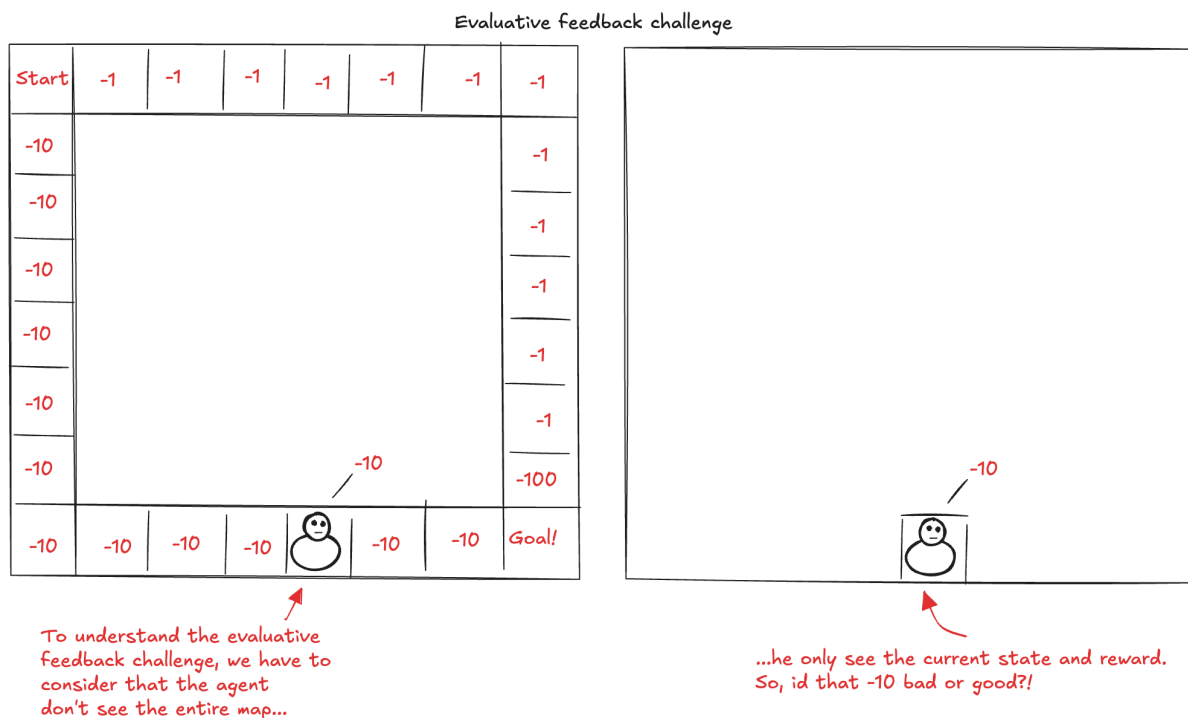 Evaluative feedback challenge
Start -1 -1 -1 -1 -1 -1 -1
-10 -1
-10 -1
-10 -1
-10 -1
-10 -1
-10 -100
-10
-10 -10 -10 -10 -10 -10 Goal!
To understand the evaluative
feedback challenge, we have to
consider that the agent
don't see the entire map...
-10
...he only see the current state and reward.
So, id that -10 bad or good?!